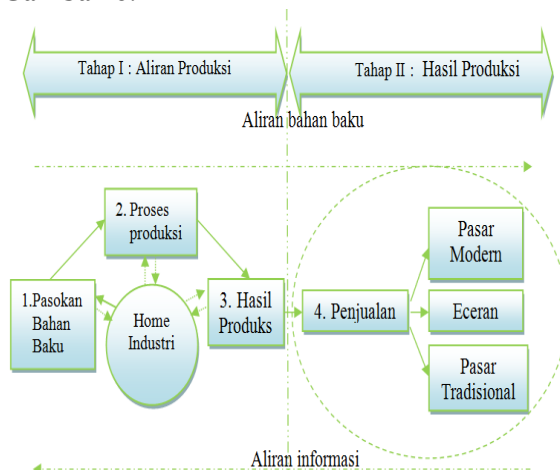 Tahap I : Aliran Produksi
Tahap II : Hasil Produksi
Aliran bahan baku
2. Proses
produksi
1.Pasokan
Bahan
Baku
Home
Industri
3. Hasil
Produks
4. Penjualan
Pasar
Modern
Eceran
Pasar
Tradisional
Aliran informasi